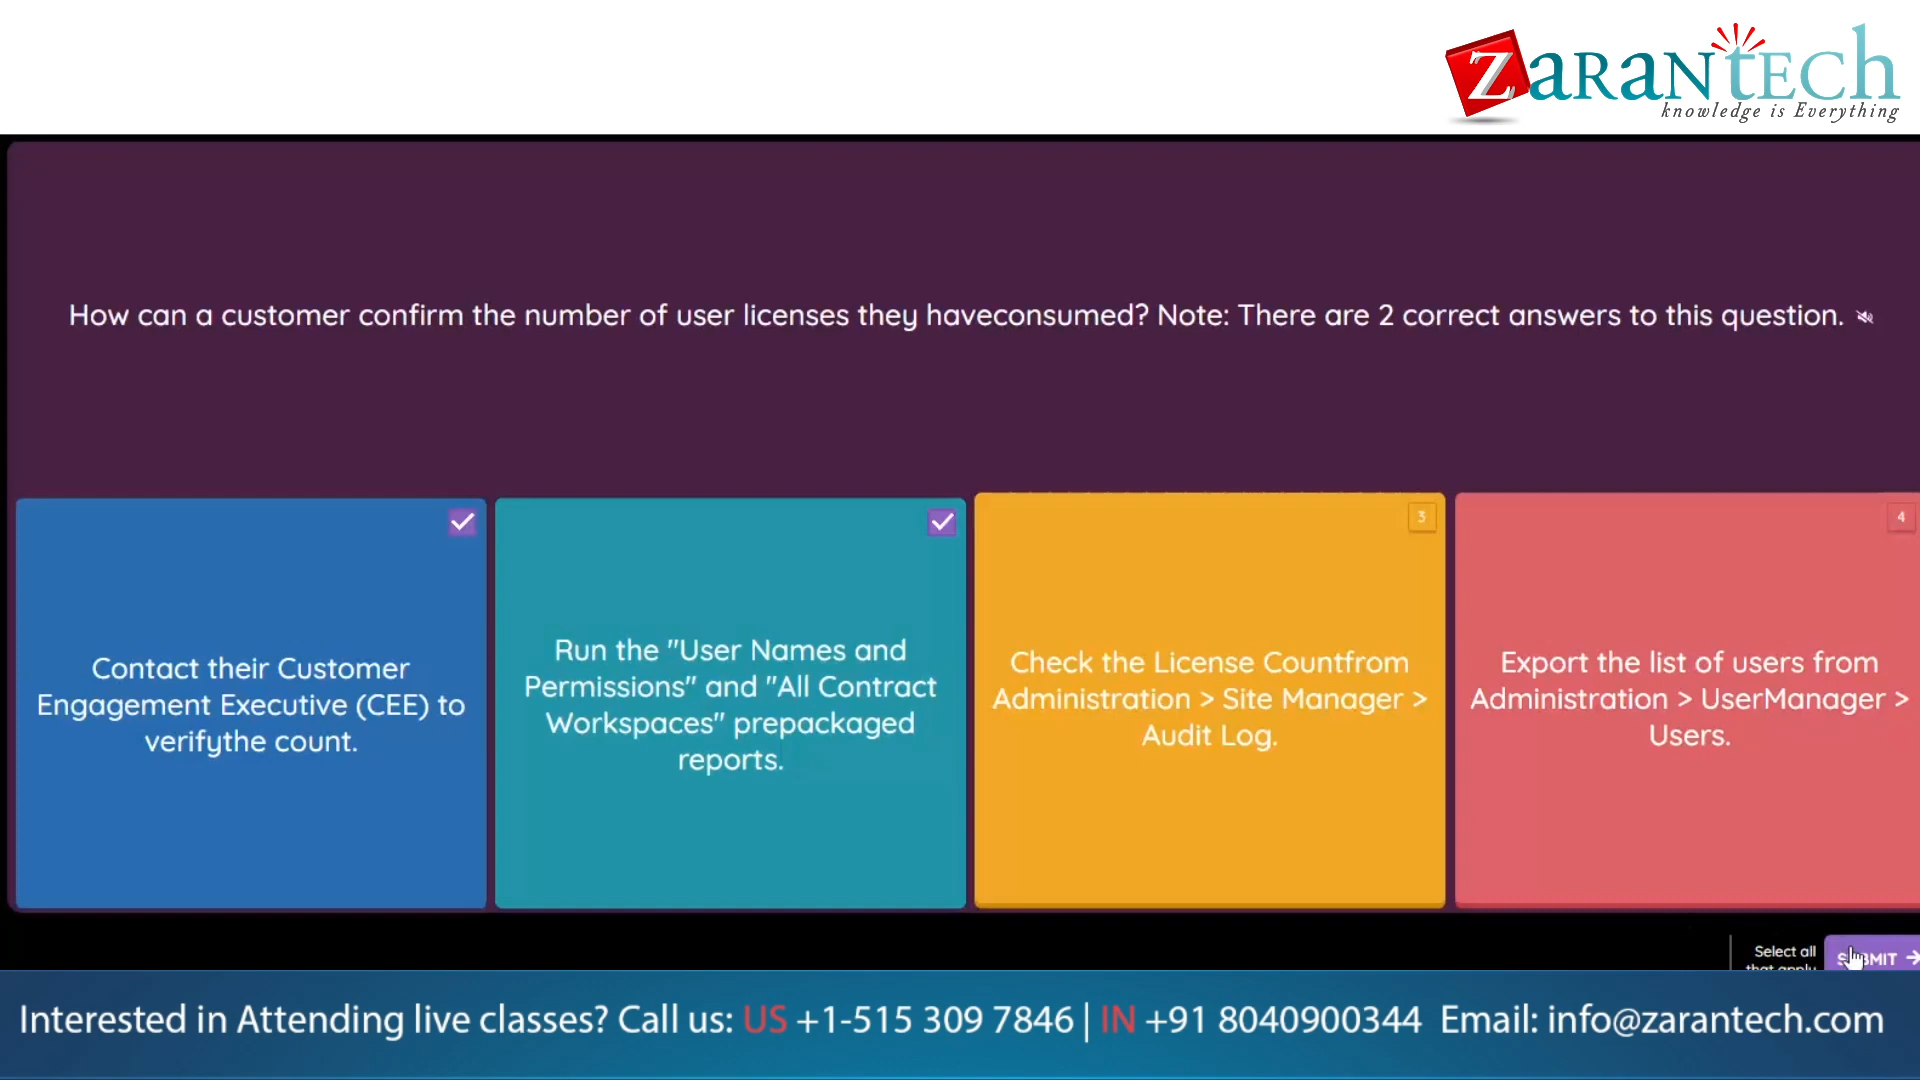 ZaranTech
knowledge is Everything
How can a customer confirm the number of user licenses they haveconsumed? Note: There are 2 correct answers to this question.
Contact their Customer
Engagement Executive (CEE) to
verifythe count.
Run the "User Names and
Permissions" and "All Contract
Workspaces" prepackaged
reports.
3
Check the License Countfrom
Administration > Site Manager >
Audit Log.
4
Export the list of users from
Administration > UserManager >
Users.
Select all
that apply
SUBMIT
Interested in Attending live classes? Call us: US +1-515 309 7846 | IN +91 8040900344 Email: info@zarantech.com